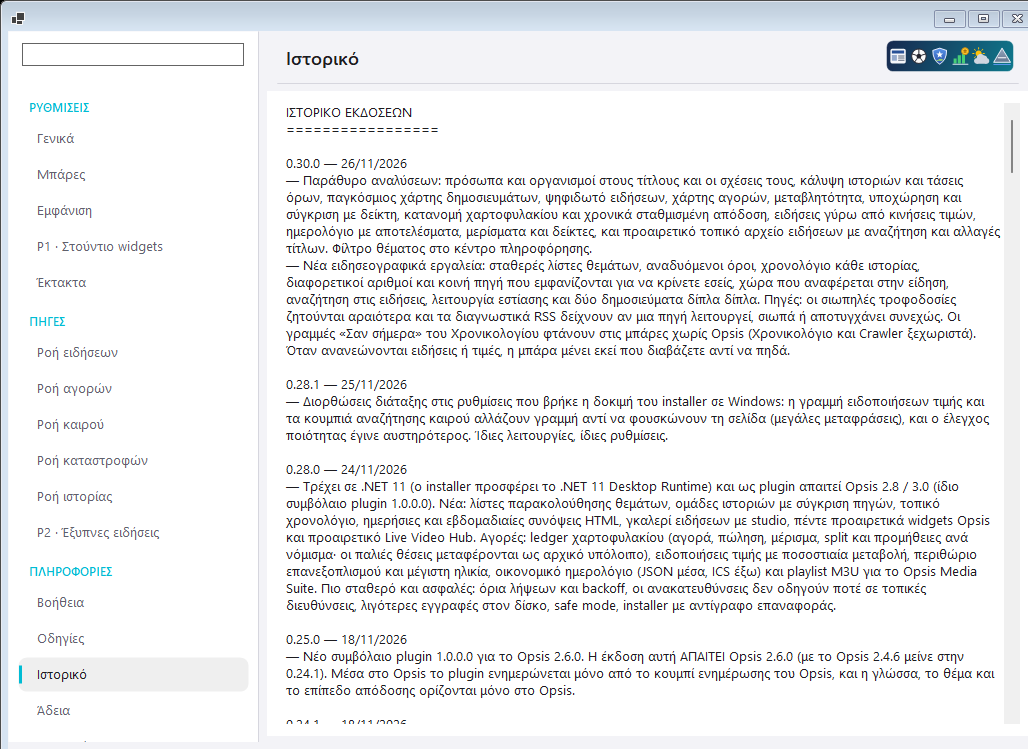 Ιστορικό
ΡΥΘΜΙΣΕΙΣ
Γενικά
Μπάρες
Εμφάνιση
P1 · Στούντιο widgets
Έκτακτα
ΠΗΓΕΣ
Ροή ειδήσεων
Ροή αγορών
Ροή καιρού
Ροή καταστροφών
Ροή ιστορίας
P2 · Έξυπνες ειδήσεις
ΠΛΗΡΟΦΟΡΙΕΣ
Βοήθεια
Οδηγίες
Ιστορικό
Άδεια
ΙΣΤΟΡΙΚΟ ΕΚΔΟΣΕΩΝ
=================
0.30.0 — 26/11/2026
— Παράθυρο αναλύσεων: πρόσωπα και οργανισμοί στους τίτλους και οι σχέσεις τους, κάλυψη ιστοριών και τάσεις
όρων, παγκόσμιος χάρτης δημοσιευμάτων, ψηφιδωτό ειδήσεων, χάρτης αγορών, μεταβλητότητα, υποχώρηση και
σύγκριση με δείκτη, κατανομή χαρτοφυλακίου και χρονικά σταθμισμένη απόδοση, ειδήσεις γύρω από κινήσεις τιμών,
ημερολόγιο με αποτελέσματα, μερίσματα και δείκτες, και προαιρετικό τοπικό αρχείο ειδήσεων με αναζήτηση και αλλαγές
τίτλων. Φίλτρο θέματος στο κέντρο πληροφόρησης.
— Νέα ειδησεογραφικά εργαλεία: σταθερές λίστες θεμάτων, αναδυόμενοι όροι, χρονολόγιο κάθε ιστορίας,
διαφορετικοί αριθμοί και κοινή πηγή που εμφανίζονται για να κρίνετε εσείς, χώρα που αναφέρεται στην είδηση,
αναζήτηση στις ειδήσεις, λειτουργία εστίασης και δύο δημοσιεύματα δίπλα δίπλα. Πηγές: οι σιωπηλές τροφοδοσίες
ζητούνται αραιότερα και τα διαγνωστικά RSS δείχνουν αν μια πηγή λειτουργεί, σιωπά ή αποτυγχάνει συνεχώς. Οι
γραμμές «Σαν σήμερα» του Χρονικολογίου φτάνουν στις μπάρες χωρίς Opsis (Χρονικολόγιο και Crawler ξεχωριστά).
Όταν ανανεώνονται ειδήσεις ή τιμές, η μπάρα μένει εκεί που διαβάζετε αντί να πηδά.
0.28.1 — 25/11/2026
— Διορθώσεις διάταξης στις ρυθμίσεις που βρήκε η δοκιμή του installer σε Windows: η γραμμή ειδοποιήσεων τιμής και
τα κουμπιά αναζήτησης καιρού αλλάζουν γραμμή αντί να φουσκώνουν τη σελίδα (μεγάλες μεταφράσεις), και ο έλεγχος
ποιότητας έγινε αυστηρότερος. Ίδιες λειτουργίες, ίδιες ρυθμίσεις.
0.28.0 — 24/11/2026
— Τρέχει σε .NET 11 (ο installer προσφέρει το .NET 11 Desktop Runtime) και ως plugin απαιτεί Opsis 2.8 / 3.0 (ίδιο
συμβόλαιο plugin 1.0.0.0). Νέα: λίστες παρακολούθησης θεμάτων, ομάδες ιστοριών με σύγκριση πηγών, τοπικό
χρονολόγιο, ημερήσιες και εβδομαδιαίες συνόψεις HTML, γκαλερί ειδήσεων με studio, πέντε προαιρετικά widgets Opsis
και προαιρετικό Live Video Hub. Αγορές: ledger χαρτοφυλακίου (αγορά, πώληση, μέρισμα, split και προμήθειες ανά
νόμισμα· οι παλιές θέσεις μεταφέρονται ως αρχικό υπόλοιπο), ειδοποιήσεις τιμής με ποσοστιαία μεταβολή, περιθώριο
επανεξοπλισμού και μέγιστη ηλικία, οικονομικό ημερολόγιο (JSON μέσα, ICS έξω) και playlist M3U για το Opsis Media
Suite. Πιο σταθερό και ασφαλές: όρια λήψεων και backoff, οι ανακατευθύνσεις δεν οδηγούν ποτέ σε τοπικές
διευθύνσεις, λιγότερες εγγραφές στον δίσκο, safe mode, installer με αντίγραφο επαναφοράς.
0.25.0 — 18/11/2026
— Νέο συμβόλαιο plugin 1.0.0.0 για το Opsis 2.6.0. Η έκδοση αυτή ΑΠΑΙΤΕΙ Opsis 2.6.0 (με το Opsis 2.4.6 μείνε στην
0.24.1). Μέσα στο Opsis το plugin ενημερώνεται μόνο από το κουμπί ενημέρωσης του Opsis, και η γλώσσα, το θέμα και
το επίπεδο απόδοσης ορίζονται μόνο στο Opsis.
0.24.1 — 18/11/2026